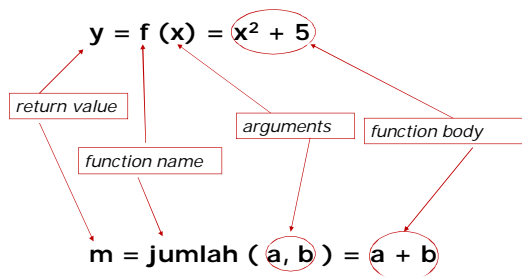 y = f (x) = x² + 5
return value
arguments
function body
function name
m = jumlah ( a, b ) = a + b